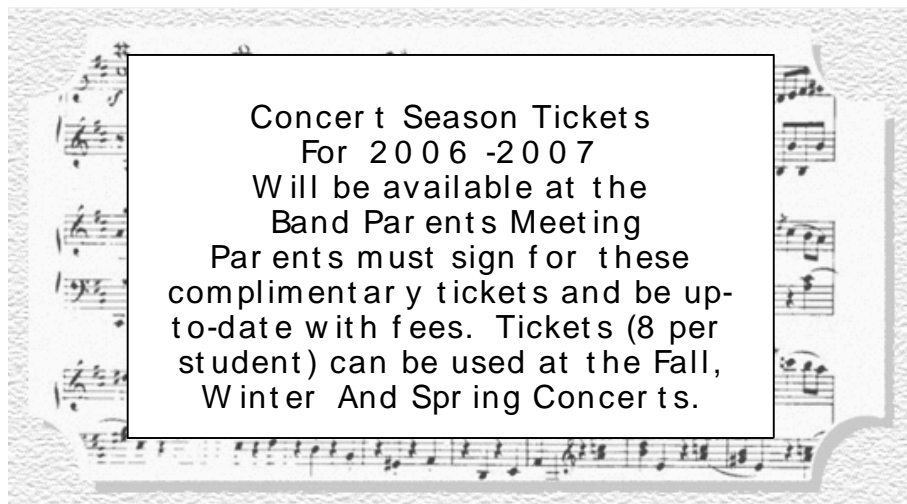 Concert Season Tickets
For 2006-2007
Will be available at the
Band Parents Meeting
Parents must sign for these
complimentary tickets and be up-
to-date with fees. Tickets (8 per
student) can be used at the Fall,
Winter And Spring Concerts.